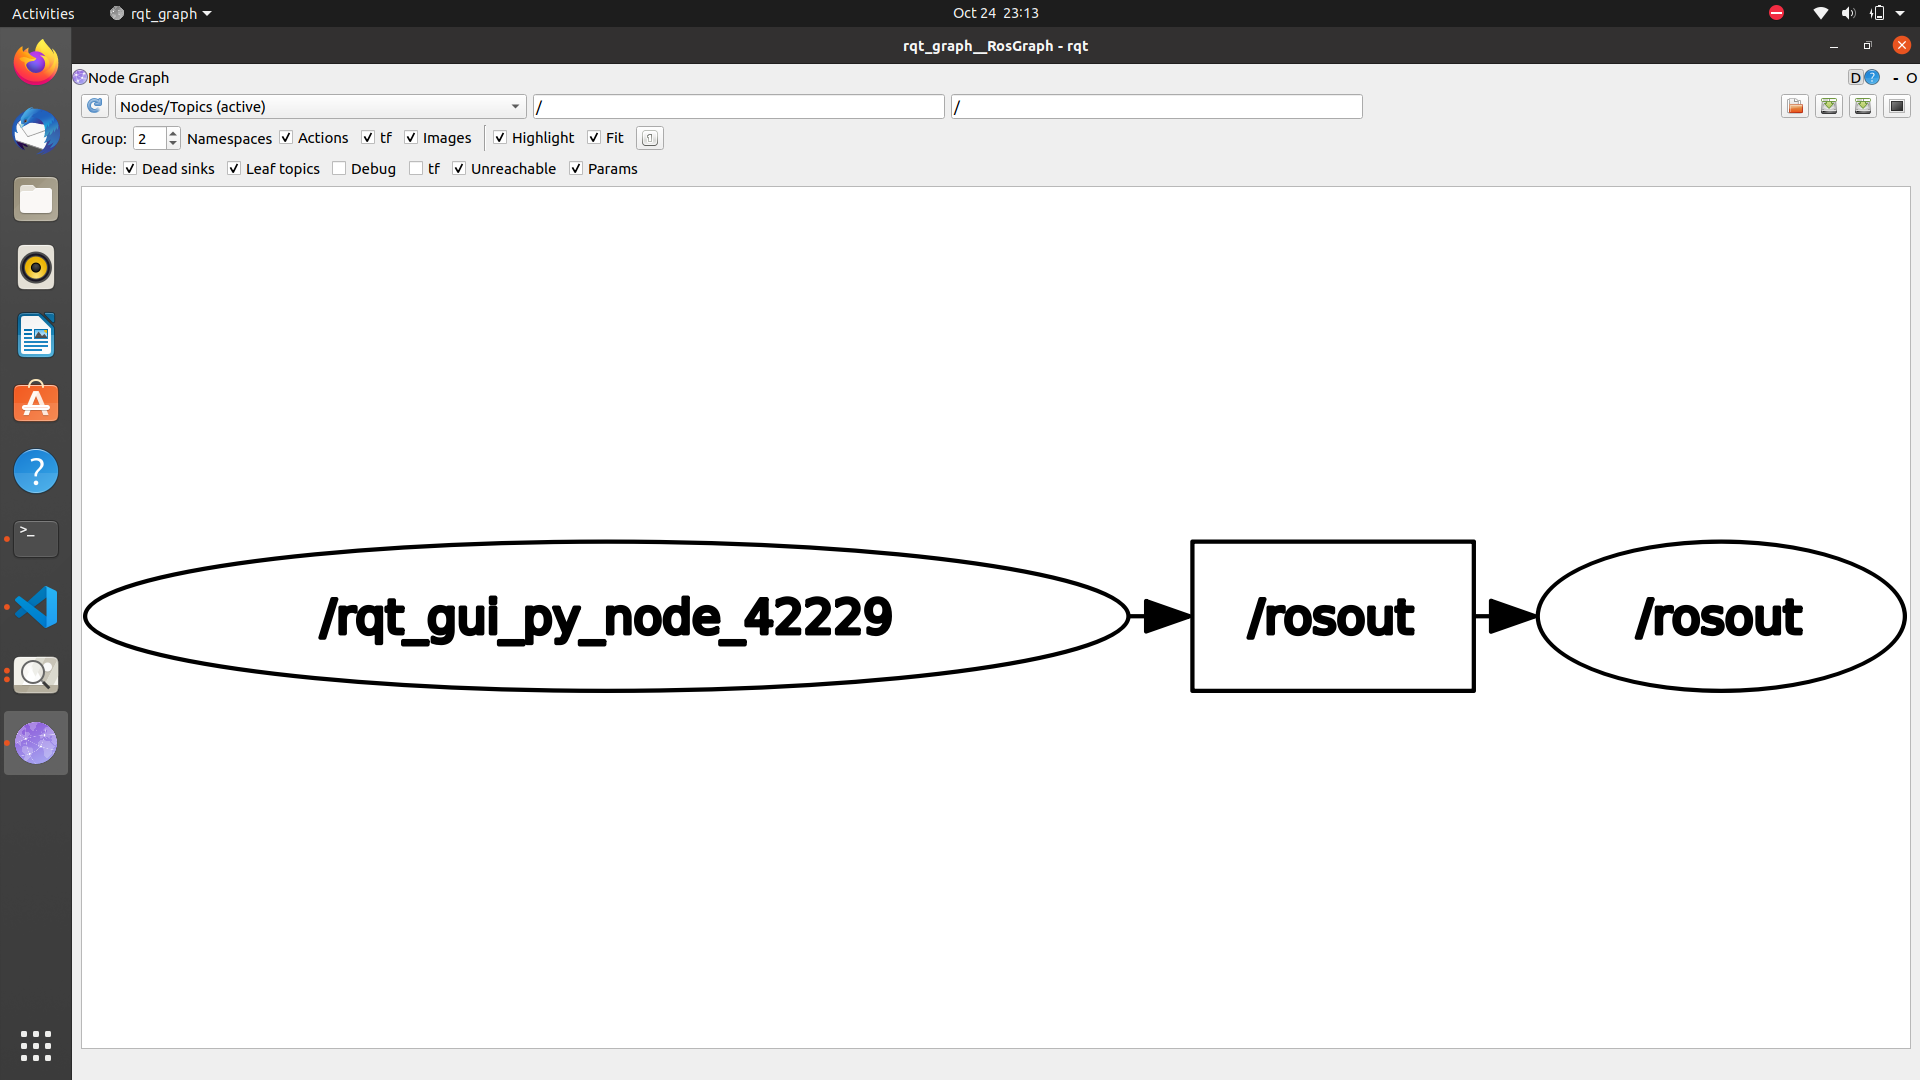 Activities rqt_graph Oct 24 23:13
rqt_graph__RosGraph - rqt
Node Graph D ? - O
Nodes/Topics (active) / /
Group: 2 Namespaces Actions tf Images Highlight Fit
Hide: Dead sinks Leaf topics Debug tf Unreachable Params
/rqt_gui_py_node_42229 /rosout /rosout